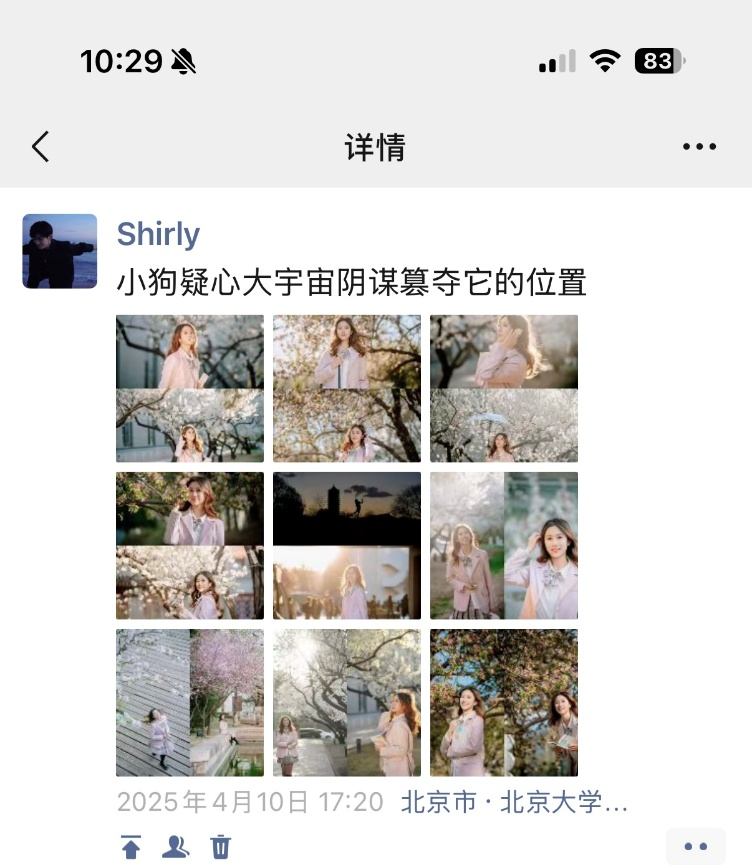 10:29
83
详情
Shirly
小狗疑心大宇宙阴谋篡夺它的位置
2025年4月10日 17:20 北京市·北京大学…